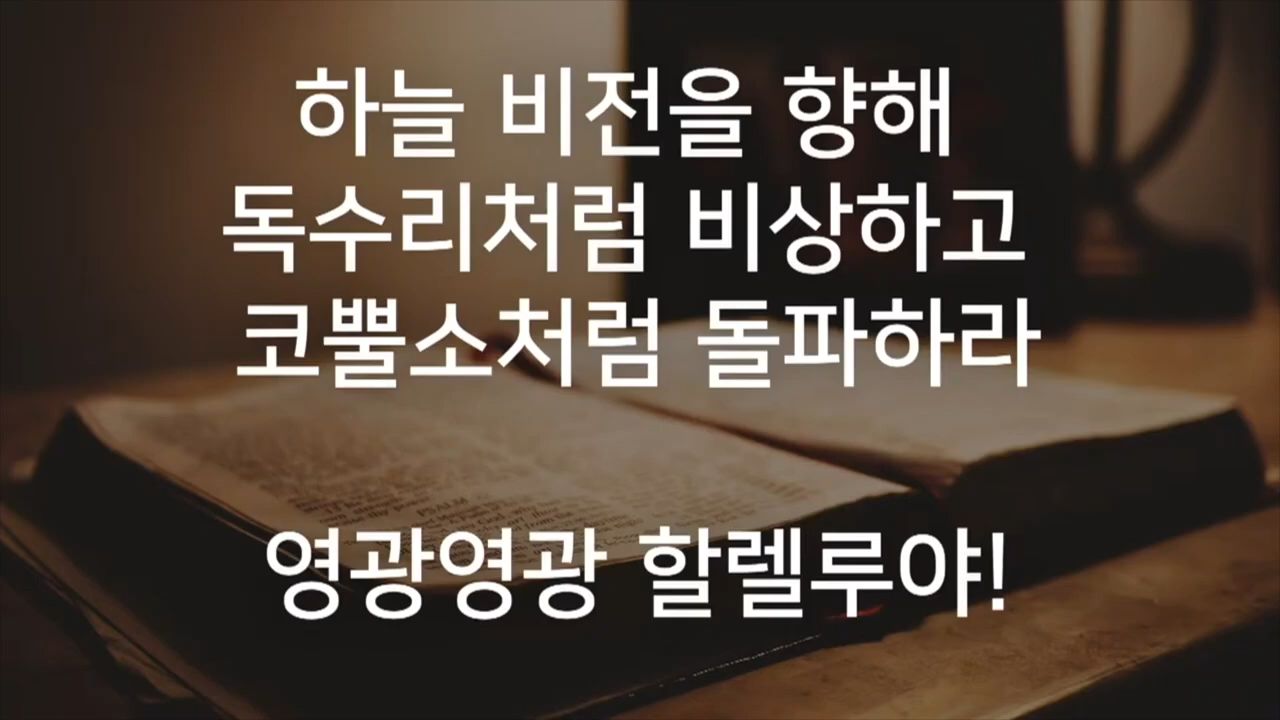 하늘 비전을 향해
독수리처럼 비상하고
코뿔소처럼 돌파하라
영광영광 할렐루야!
PSALM